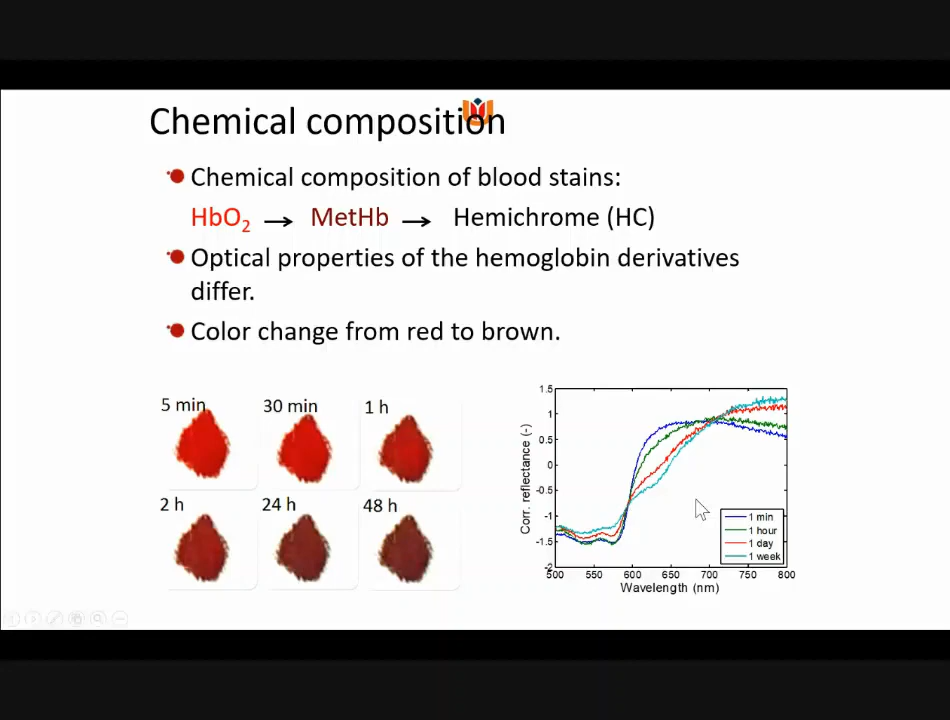 Chemical composition
Chemical composition of blood stains:
HbO₂ → MetHb → Hemichrome (HC)
Optical properties of the hemoglobin derivatives
differ.
Color change from red to brown.
5 min
30 min
1 h
2 h
24 h
48 h
1.5
1
0.5
0
-0.5
-1
-1.5
-2
Corr. reflectance (-)
500 550 600 650 700 750 800
Wavelength (nm)
1 min
1 hour
1 day
1 week